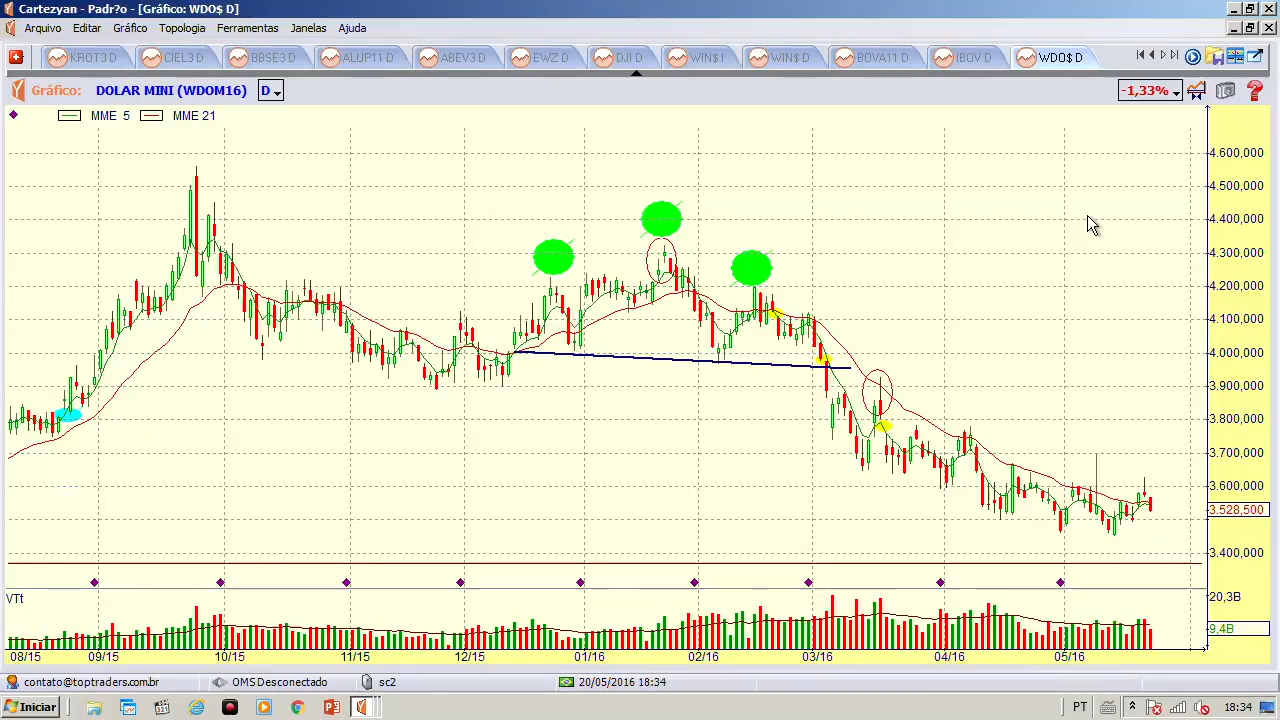 Cartezyan - Padr?o - [Gráfico: WDO$ D]
Arquivo Editar Gráfico Topologia Ferramentas Janelas Ajuda
KROT3 D CIEL3 D BBSE3 D ALUP11 D ABEV3 D EWZ D DJI D WIN$ I WIN$ D BOVA11 D IBOV D WDO$ D
Gráfico: DOLAR MINI (WDOM16) D -1,33%
MME 5 MME 21
4.600,000
4.500,000
4.400,000
4.300,000
4.200,000
4.100,000
4.000,000
3.900,000
3.800,000
3.700,000
3.600,000
3.528,500
3.400,000
VTt
20,3B
9,4B
08/15 09/15 10/15 11/15 12/15 01/16 02/16 03/16 04/16 05/16
contato@toptraders.com.br OMS Desconectado sc2 20/05/2016 18:34
Iniciar PT 18:34